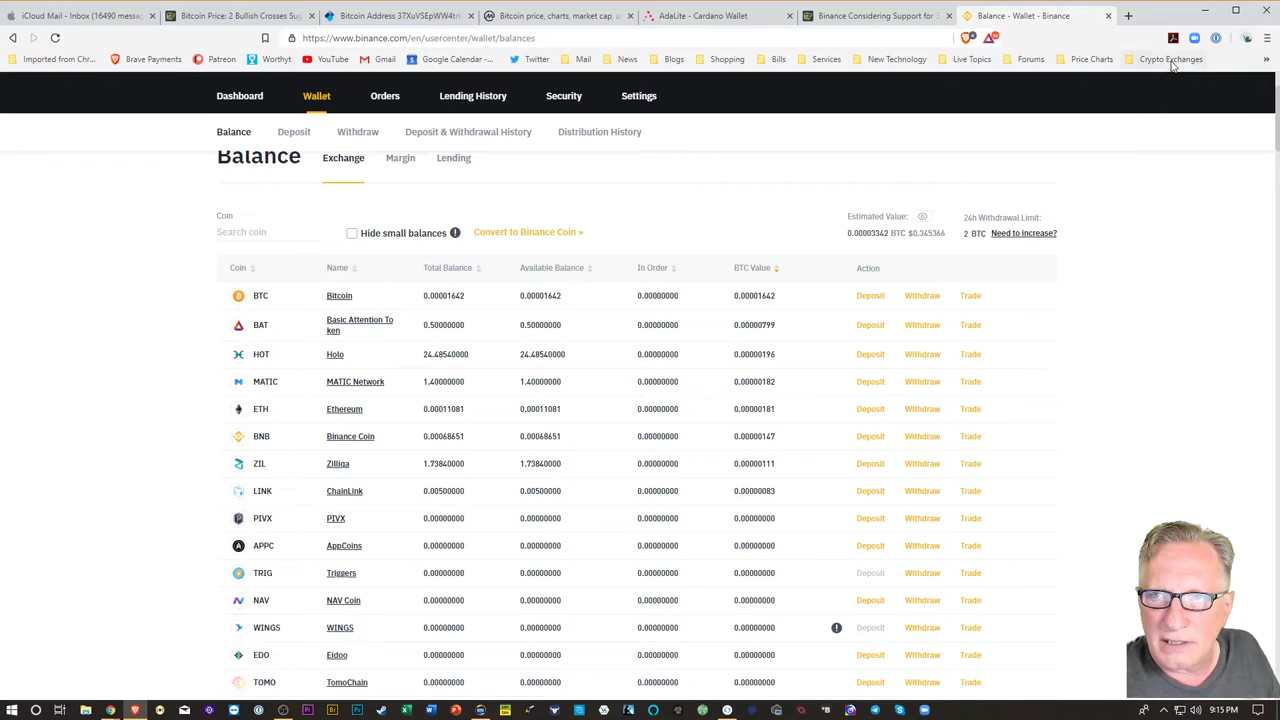 iCloud Mail - Inbox (16490 messa
Bitcoin Price: 2 Bullish Crosses Sug
Bitcoin Address 37XuVSEpWW4trk
Bitcoin price, charts, market cap, a
AdaLite - Cardano Wallet
Binance Considering Support for 3
Balance - Wallet - Binance
https://www.binance.com/en/usercenter/wallet/balances
Imported from Chr...
Brave Payments
Patreon
Worthyt
YouTube
Gmail
Google Calendar -...
Twitter
Mail
News
Blogs
Shopping
Bills
Services
New Technology
Live Topics
Forums
Price Charts
Crypto Exchanges
Dashboard Wallet Orders Lending History Security Settings
Balance Deposit Withdraw Deposit & Withdrawal History Distribution History
Balance Exchange Margin Lending
Coin
Search coin
Hide small balances
Convert to Binance Coin »
Estimated Value:
0.00003342 BTC $0.345366
24h Withdrawal Limit:
2 BTC Need to increase?
Coin Name Total Balance Available Balance In Order BTC Value Action
BTC Bitcoin 0.00001642 0.00001642 0.00000000 0.00001642 Deposit Withdraw Trade
BAT Basic Attention To
ken 0.50000000 0.50000000 0.00000000 0.00000799 Deposit Withdraw Trade
HOT Holo 24.48540000 24.48540000 0.00000000 0.00000196 Deposit Withdraw Trade
MATIC MATIC Network 1.40000000 1.40000000 0.00000000 0.00000182 Deposit Withdraw Trade
ETH Ethereum 0.00011081 0.00011081 0.00000000 0.00000181 Deposit Withdraw Trade
BNB Binance Coin 0.00068651 0.00068651 0.00000000 0.00000147 Deposit Withdraw Trade
ZIL Zilliqa 1.73840000 1.73840000 0.00000000 0.00000111 Deposit Withdraw Trade
LINK ChainLink 0.00500000 0.00500000 0.00000000 0.00000083 Deposit Withdraw Trade
PIVX PIVX 0.00000000 0.00000000 0.00000000 0.00000000 Deposit Withdraw Trade
APPC AppCoins 0.00000000 0.00000000 0.00000000 0.00000000 Deposit Withdraw Trade
TRIG Triggers 0.00000000 0.00000000 0.00000000 0.00000000 Deposit Withdraw Trade
NAV NAV Coin 0.00000000 0.00000000 0.00000000 0.00000000 Deposit Withdraw Trade
WINGS WINGS 0.00000000 0.00000000 0.00000000 0.00000000 Deposit Withdraw Trade
EDO Eidoo 0.00000000 0.00000000 0.00000000 0.00000000 Deposit Withdraw Trade
TOMO TomoChain 0.00000000 0.00000000 0.00000000 0.00000000 Deposit Withdraw Trade
9:15 PM